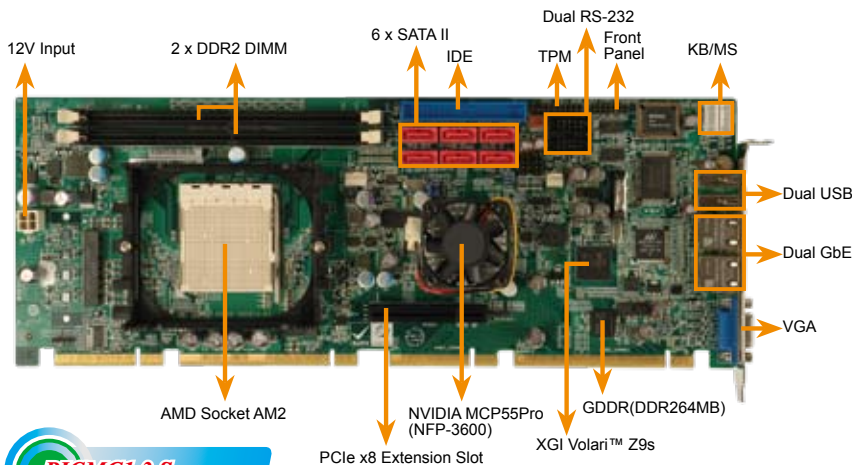 Dual RS-232
12V Input
2 x DDR2 DIMM
6 x SATA II
IDE
TPM
Front
Panel
KB/MS
Dual USB
Dual GbE
VGA
AMD Socket AM2
NVIDIA MCP55Pro
(NFP-3600)
GDDR(DDR264MB)
XGI Volari™ Z9s
PCIe x8 Extension Slot
PICMG1.3 S